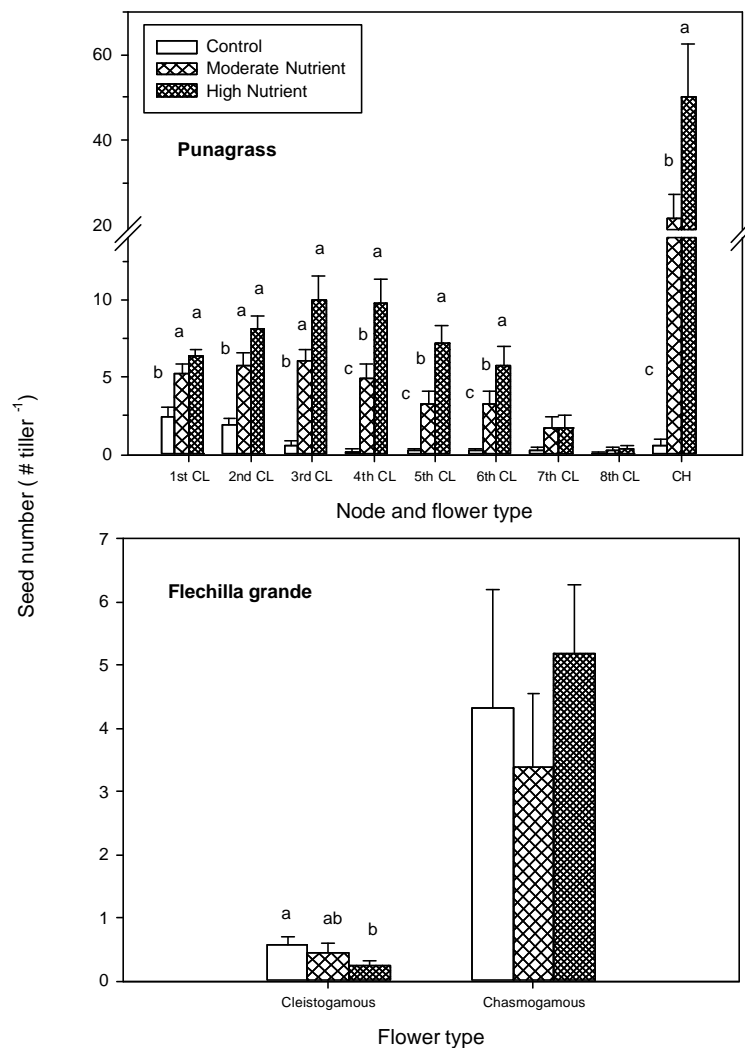 Control
Moderate Nutrient
High Nutrient
Punagrass
60
40
20
10
5
0
a
b
c
b a a
b a a
b a a
c b a
c b a
c b a
1st CL 2nd CL 3rd CL 4th CL 5th CL 6th CL 7th CL 8th CL CH
Node and flower type
Seed number ( # tiller -1)
Flechilla grande
7
6
5
4
3
2
1
0
a ab b
Cleistogamous Chasmogamous
Flower type